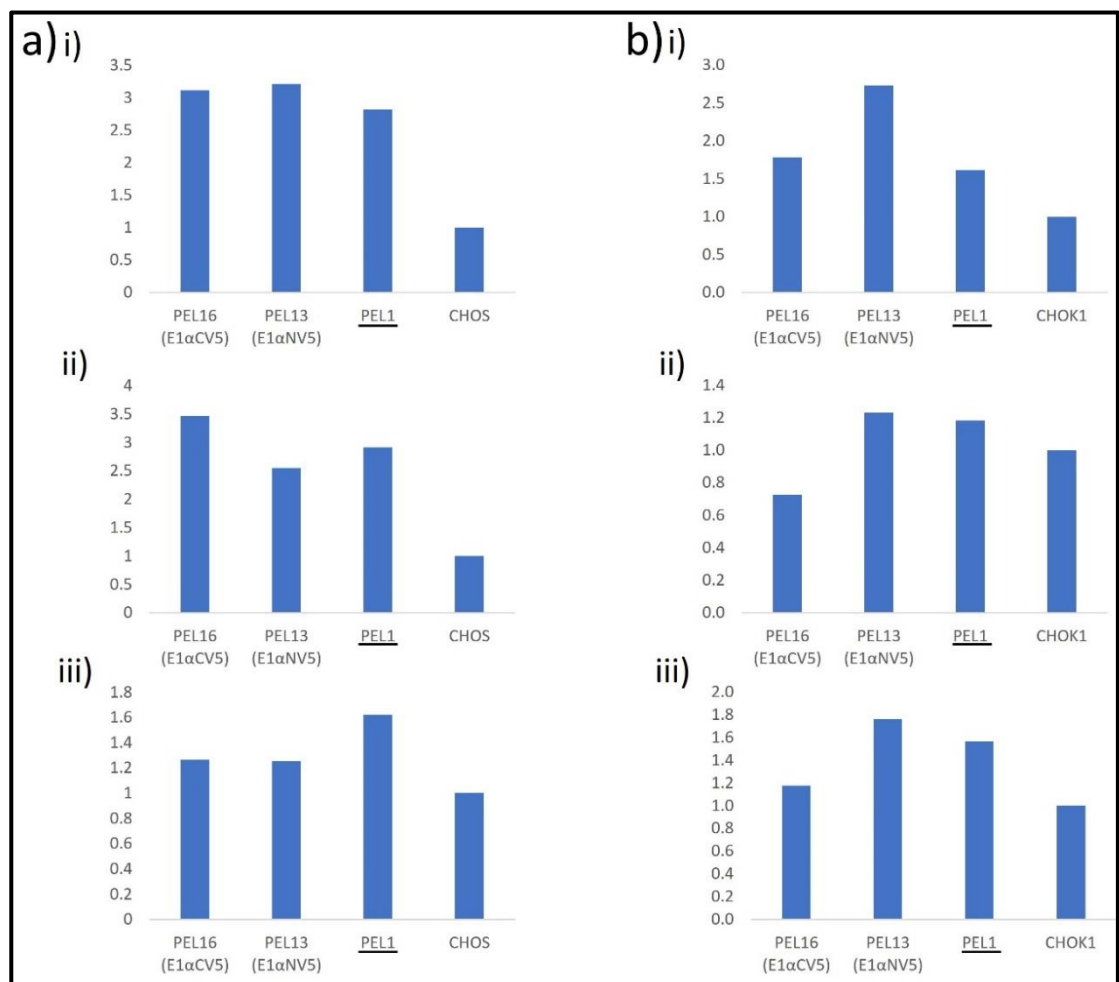 a) i)
3.5
3
2.5
2
1.5
1
0.5
0
PEL16 PEL13 PEL1 CHOS
(E1αCV5) (E1αNV5)
ii)
4
3.5
3
2.5
2
1.5
1
0.5
0
PEL16 PEL13 PEL1 CHOS
(E1αCV5) (E1αNV5)
iii)
1.8
1.6
1.4
1.2
1
0.8
0.6
0.4
0.2
0
PEL16 PEL13 PEL1 CHOS
(E1αCV5) (E1αNV5)
b) i)
3.0
2.5
2.0
1.5
1.0
0.5
0.0
PEL16 PEL13 PEL1 CHOK1
(E1αCV5) (E1αNV5)
ii)
1.4
1.2
1.0
0.8
0.6
0.4
0.2
0.0
PEL16 PEL13 PEL1 CHOK1
(E1αCV5) (E1αNV5)
iii)
2.0
1.8
1.6
1.4
1.2
1.0
0.8
0.6
0.4
0.2
0.0
PEL16 PEL13 PEL1 CHOK1
(E1αCV5) (E1αNV5)